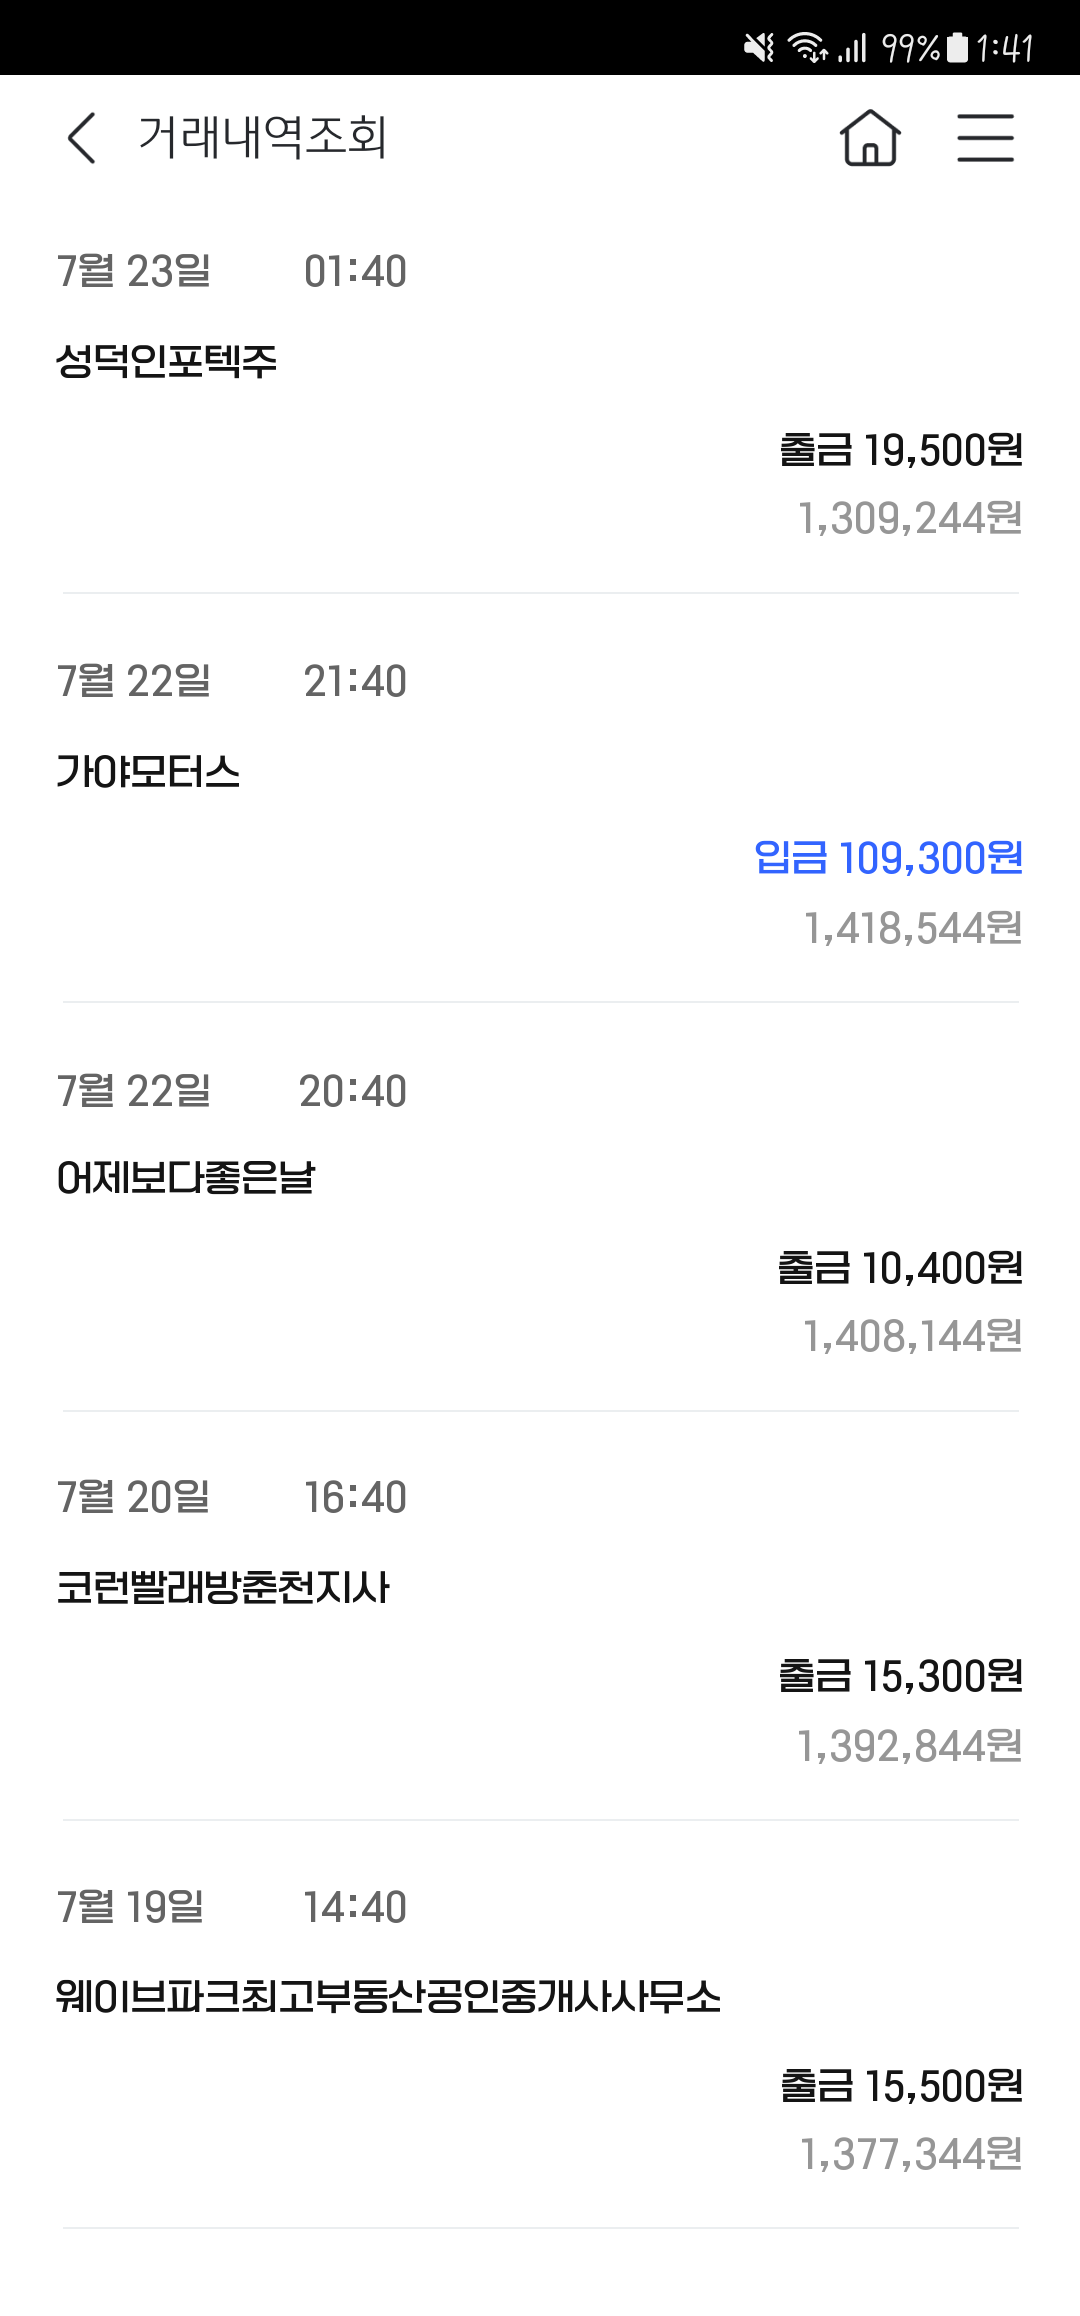 99% 1:41
거래내역조회
7월 23일 01:40
성덕인포텍주
출금 19,500원
1,309,244원
7월 22일 21:40
가야모터스
입금 109,300원
1,418,544원
7월 22일 20:40
어제보다좋은날
출금 10,400원
1,408,144원
7월 20일 16:40
코런빨래방춘천지사
출금 15,300원
1,392,844원
7월 19일 14:40
웨이브파크최고부동산공인중개사사무소
출금 15,500원
1,377,344원